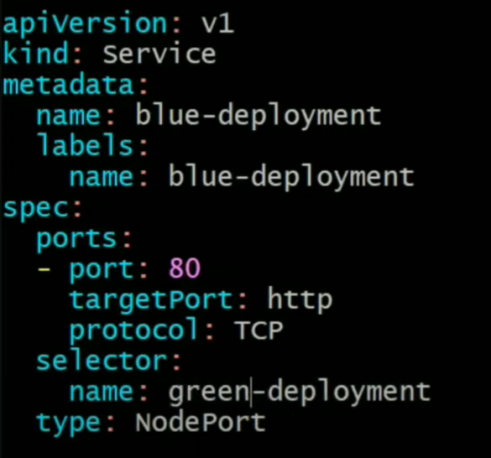 apiVersion: v1
kind: Service
metadata:
  name: blue-deployment
  labels:
    name: blue-deployment
spec:
  ports:
  - port: 80
    targetPort: http
    protocol: TCP
  selector:
    name: green-deployment
  type: NodePort